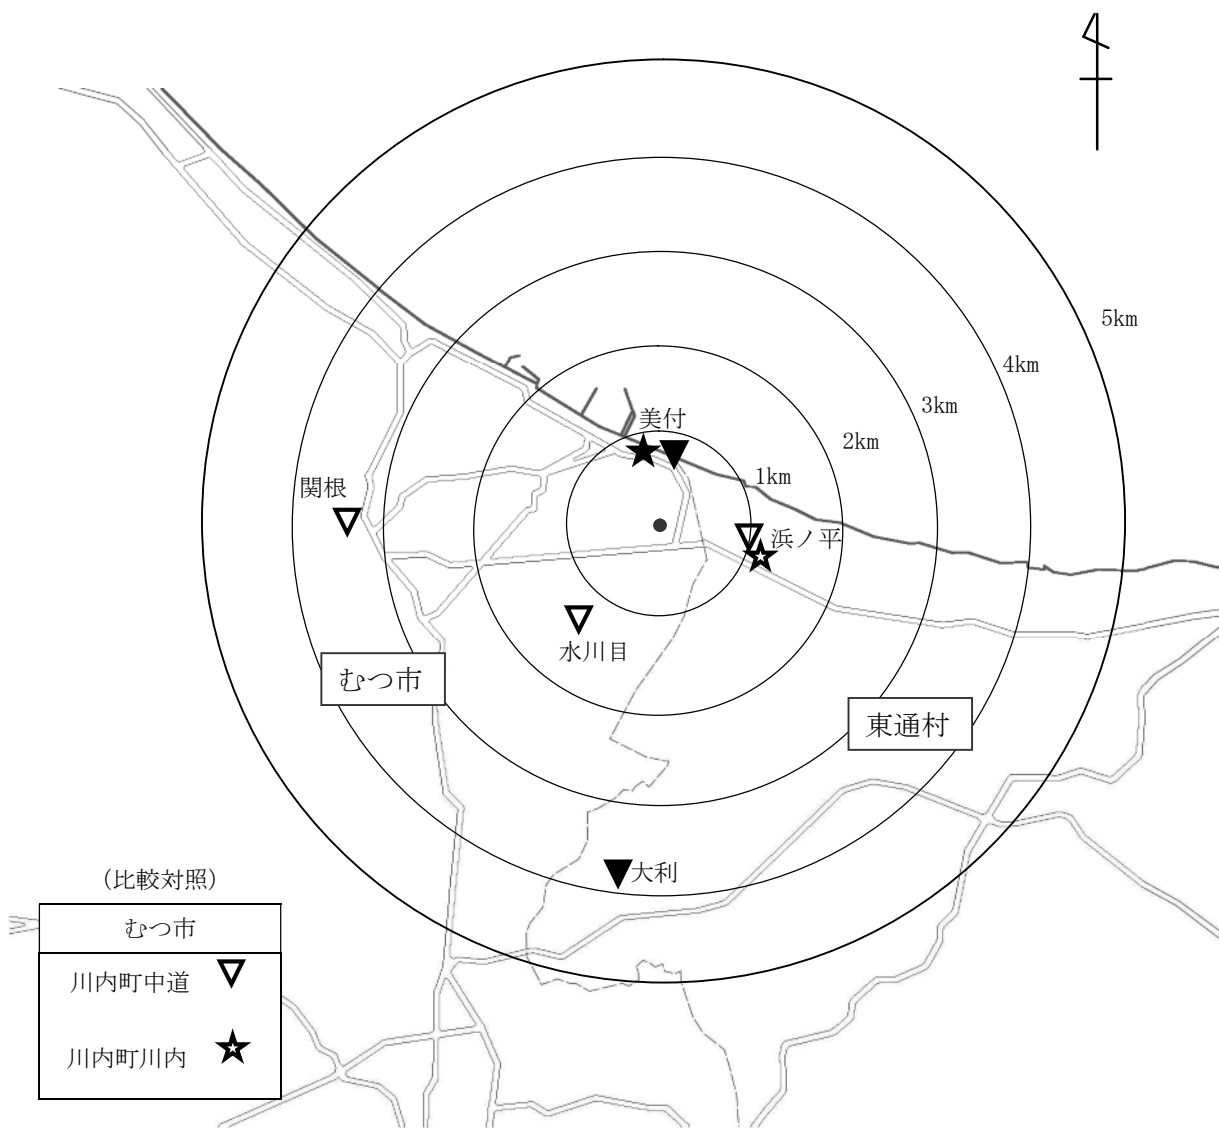 5km
4km
3km
美付
2km
1km
関根
浜ノ平
水川目
むつ市
東通村
大利
(比較対照)
むつ市
川内町中道
川内町川内